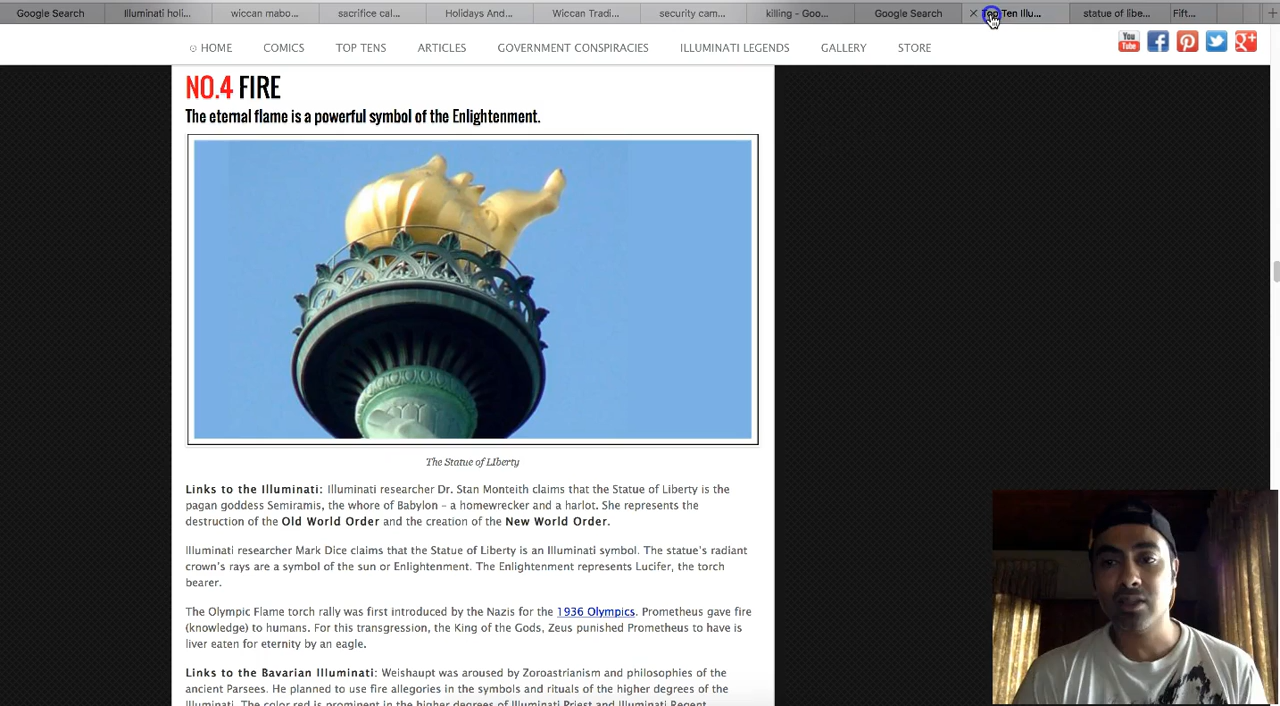 Google Search
Illuminati holi...
wiccan mabo...
sacrifice cal...
Holidays And...
Wiccan Tradi...
security cam...
killing - Goo...
Google Search
Ten Illu...
statue of libe...
Fift...
HOME
COMICS
TOP TENS
ARTICLES
GOVERNMENT CONSPIRACIES
ILLUMINATI LEGENDS
GALLERY
STORE
You
Tube
NO.4 FIRE
The eternal flame is a powerful symbol of the Enlightenment.
The Statue of LIberty
Links to the Illuminati: Illuminati researcher Dr. Stan Monteith claims that the Statue of Liberty is the
pagan goddess Semiramis, the whore of Babylon – a homewrecker and a harlot. She represents the
destruction of the Old World Order and the creation of the New World Order.
Illuminati researcher Mark Dice claims that the Statue of Liberty is an Illuminati symbol. The statue's radiant
crown's rays are a symbol of the sun or Enlightenment. The Enlightenment represents Lucifer, the torch
bearer.
The Olympic Flame torch rally was first introduced by the Nazis for the 1936 Olympics. Prometheus gave fire
(knowledge) to humans. For this transgression, the King of the Gods, Zeus punished Prometheus to have is
liver eaten for eternity by an eagle.
Links to the Bavarian Illuminati: Weishaupt was aroused by Zoroastrianism and philosophies of the
ancient Parsees. He planned to use fire allegories in the symbols and rituals of the higher degrees of the
Illuminati. The color red is prominent in the higher degrees of Illuminati Priest and Illuminati Regent.